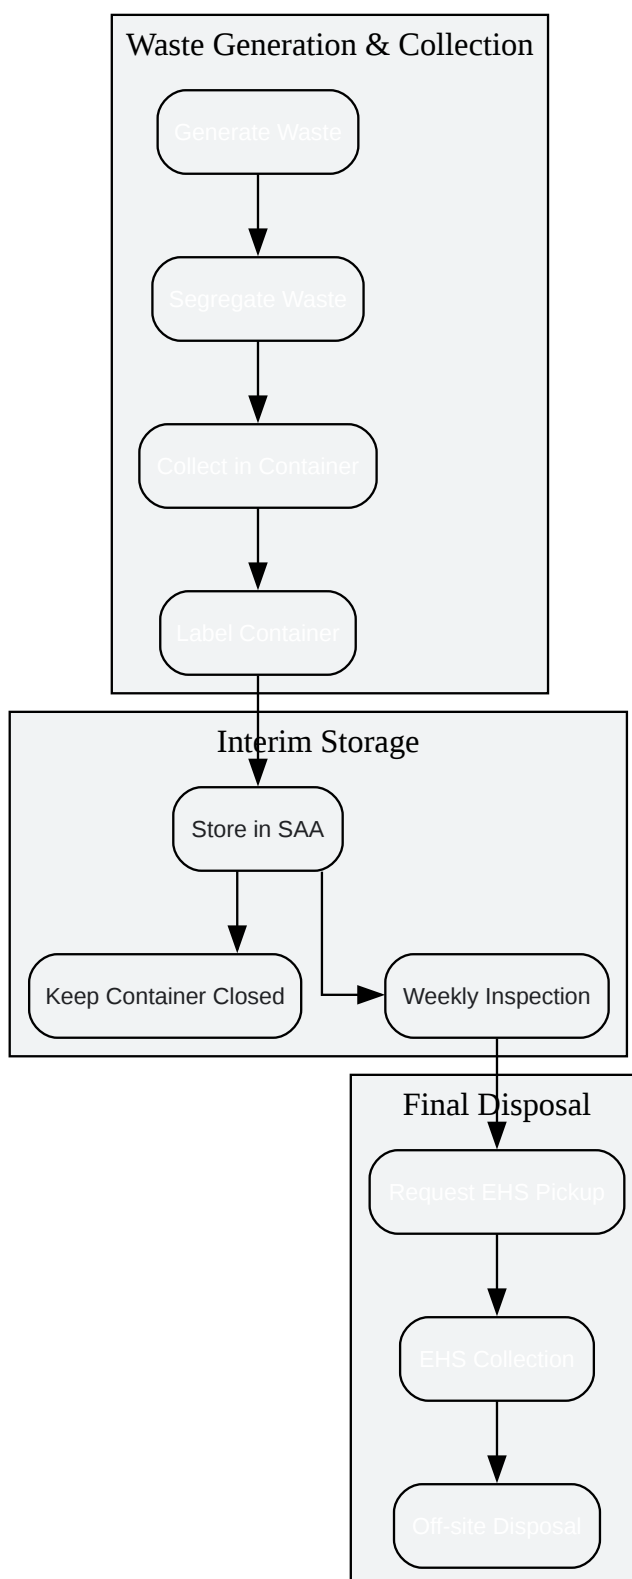 Waste Generation & Collection
Generate Waste
Segregate Waste
Collect in Container
Label Container
Interim Storage
Store in SAA
Keep Container Closed
Weekly Inspection
Final Disposal
Request EHS Pickup
EHS Collection
Off-site Disposal